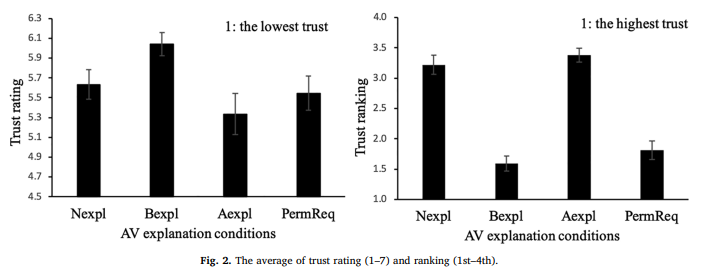 6.3
6.1
5.9
5.7
5.5
5.3
5.1
4.9
4.7
4.5
Trust rating
1: the lowest trust
Nexpl Bexpl Aexpl PermReq
AV explanation conditions
4.0
3.5
3.0
2.5
2.0
1.5
1.0
Trust ranking
1: the highest trust
Nexpl Bexpl Aexpl PermReq
AV explanation conditions
Fig. 2. The average of trust rating (1–7) and ranking (1st–4th).